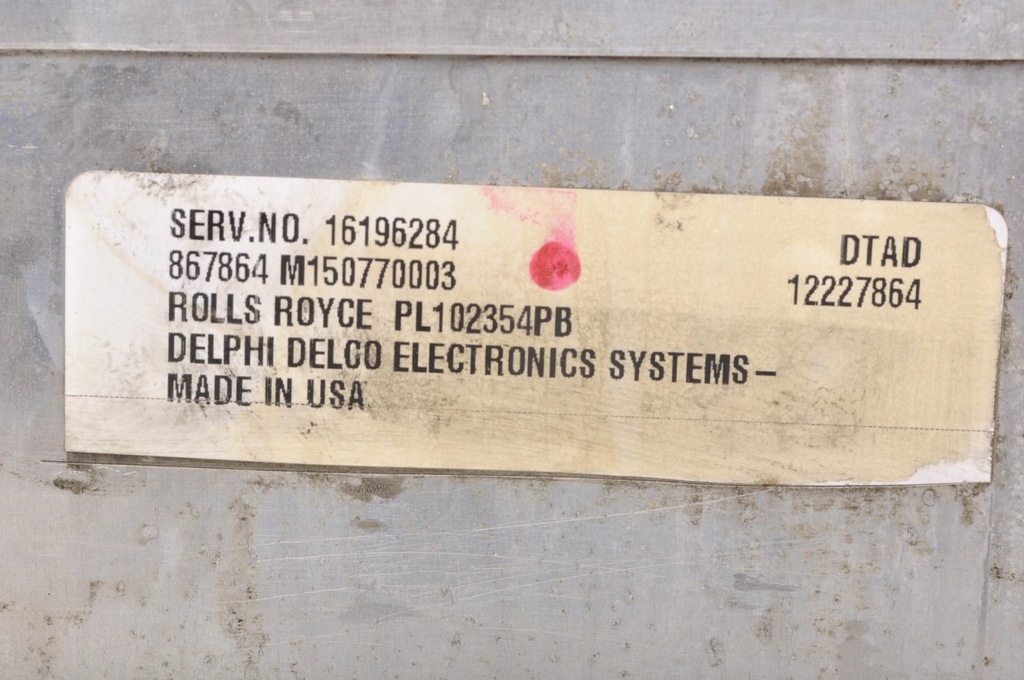 SERV.NO. 16196284
867864 M150770003
ROLLS ROYCE PL102354PB
DELPHI DELCO ELECTRONICS SYSTEMS–
MADE IN USA
DTAD
12227864